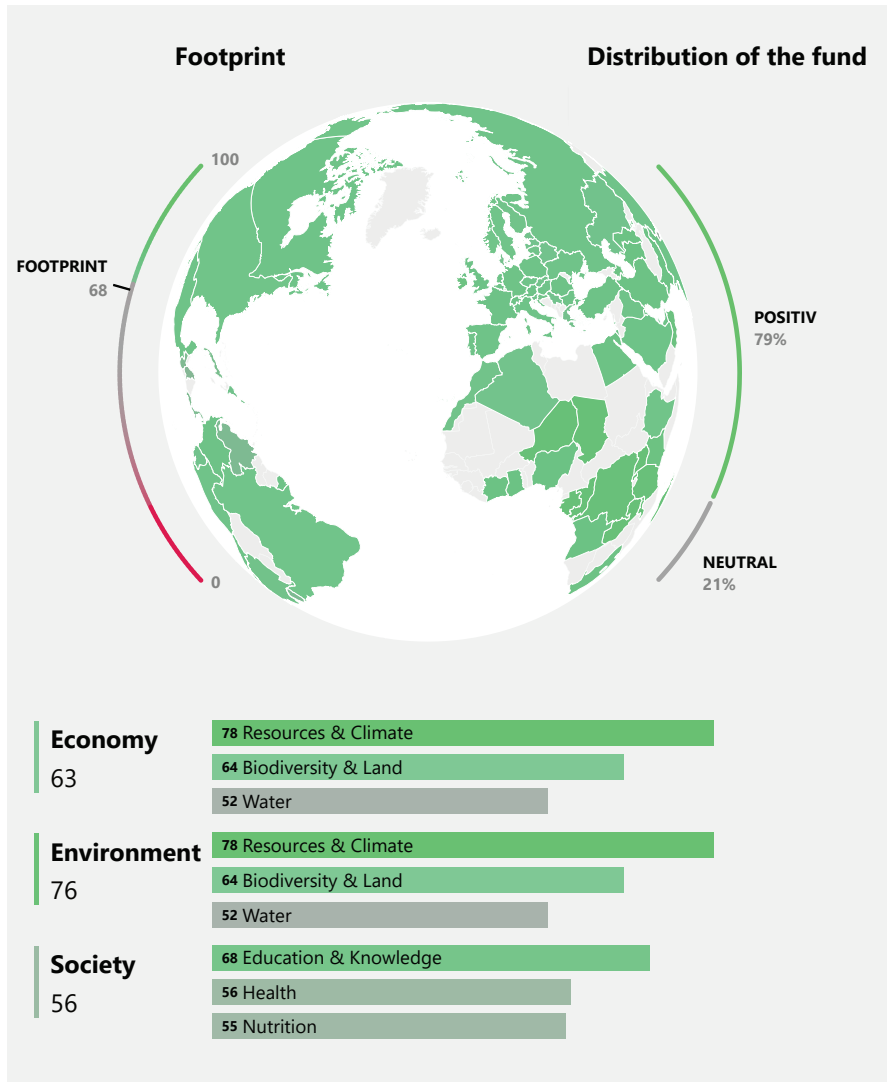 Footprint
Distribution of the fund
100
FOOTPRINT
68
0
POSITIV
79%
NEUTRAL
21%
Economy
63
78 Resources & Climate
64 Biodiversity & Land
52 Water
Environment
76
78 Resources & Climate
64 Biodiversity & Land
52 Water
Society
56
68 Education & Knowledge
56 Health
55 Nutrition